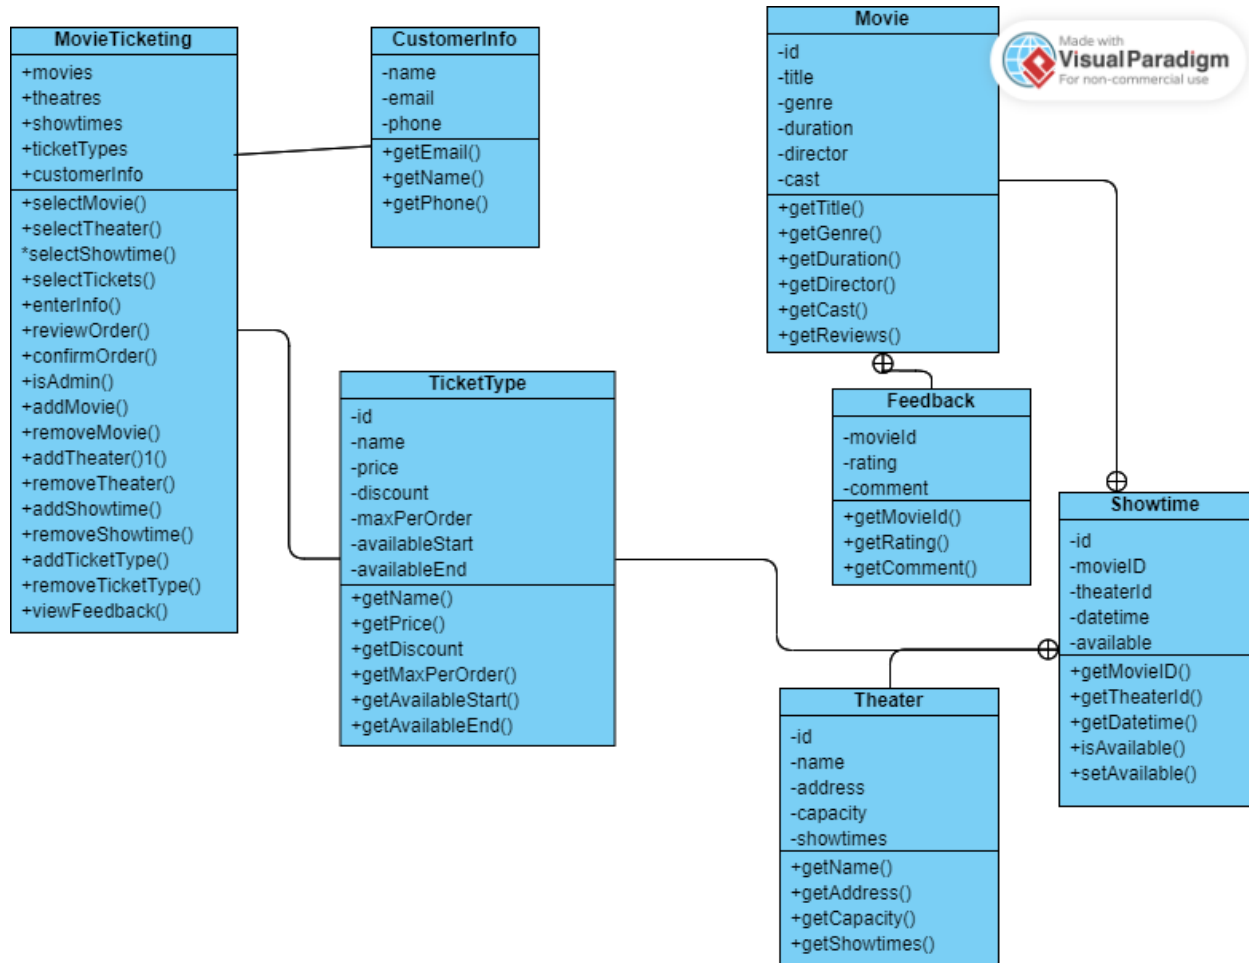 MovieTicketing
+movies
+theatres
+showtimes
+ticketTypes
+customerInfo
+selectMovie()
+selectTheater()
*selectShowtime()
+selectTickets()
+enterInfo()
+reviewOrder()
+confirmOrder()
+isAdmin()
+addMovie()
+removeMovie()
+addTheater()1()
+removeTheater()
+addShowtime()
+removeShowtime()
+addTicketType()
+removeTicketType()
+viewFeedback()
CustomerInfo
-name
-email
-phone
+getEmail()
+getName()
+getPhone()
TicketType
-id
-name
-price
-discount
-maxPerOrder
-availableStart
-availableEnd
+getName()
+getPrice()
+getDiscount
+getMaxPerOrder()
+getAvailableStart()
+getAvailableEnd()
Movie
-id
-title
-genre
-duration
-director
-cast
+getTitle()
+getGenre()
+getDuration()
+getDirector()
+getCast()
+getReviews()
Made with
Visual Paradigm
For non-commercial use
Feedback
-movieId
-rating
-comment
+getMovieId()
+getRating()
+getComment()
Showtime
-id
-movieID
-theaterId
-datetime
-available
+getMovieID()
+getTheaterId()
+getDatetime()
+isAvailable()
+setAvailable()
Theater
-id
-name
-address
-capacity
-showtimes
+getName()
+getAddress()
+getCapacity()
+getShowtimes()